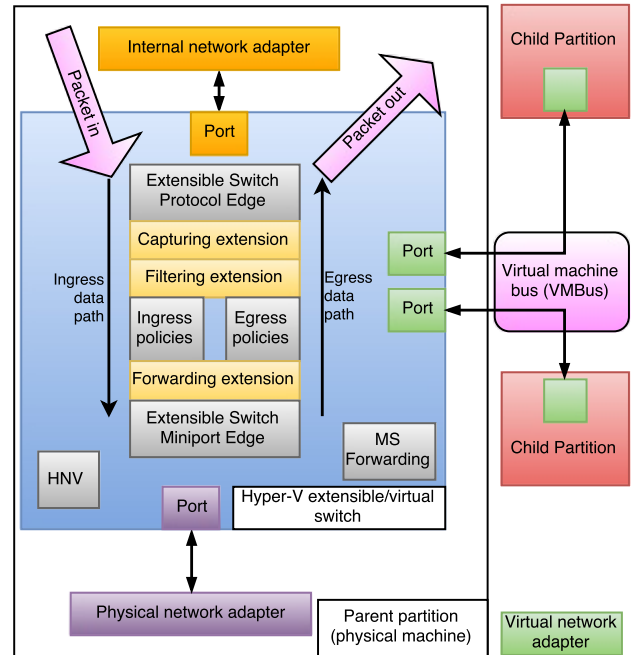 Internal network adapter
Child Partition
Packet in
Packet out
Port
Extensible Switch
Protocol Edge
Capturing extension
Filtering extension
Ingress
data
path
Egress
data
path
Ingress
policies
Egress
policies
Forwarding extension
Extensible Switch
Miniport Edge
Port
Port
Virtual machine
bus (VMBus)
Child Partition
HNV
MS
Forwarding
Port
Hyper-V extensible/virtual
switch
Physical network adapter
Parent partition
(physical machine)
Virtual network
adapter